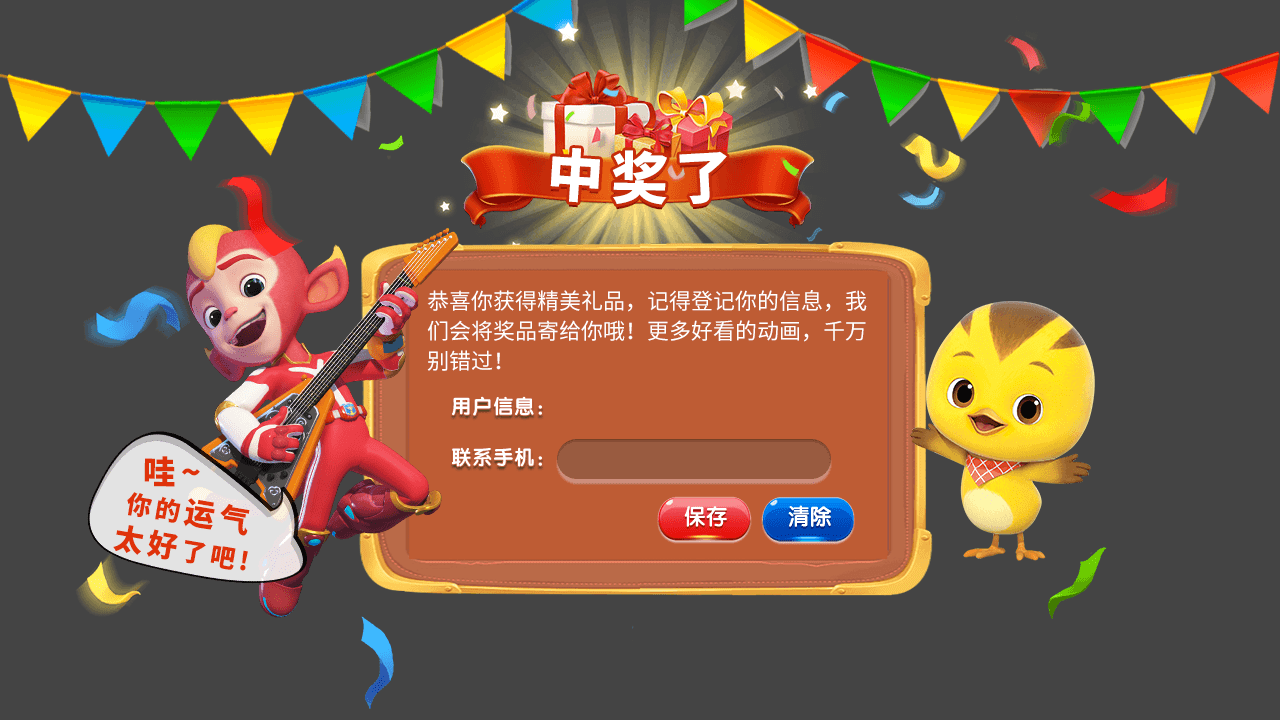 中奖了
恭喜你获得精美礼品，记得登记你的信息，我
们会将奖品寄给你哦！更多好看的动画，千万
别错过！
用户信息：
联系手机：
保存
清除
哇~
你的运气
太好了吧！